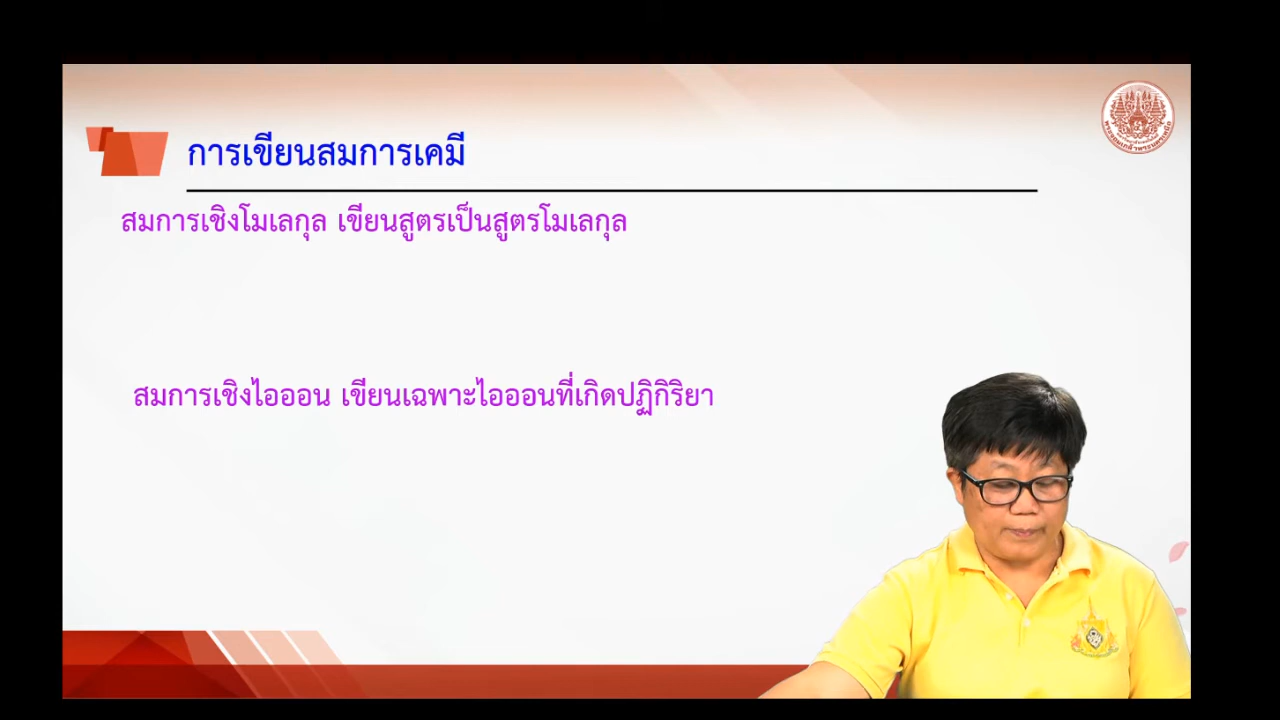 การเขียนสมการเคมี
สมการเชิงโมเลกุล เขียนสูตรเป็นสูตรโมเลกุล
สมการเชิงไอออน เขียนเฉพาะไอออนที่เกิดปฏิกิริยา